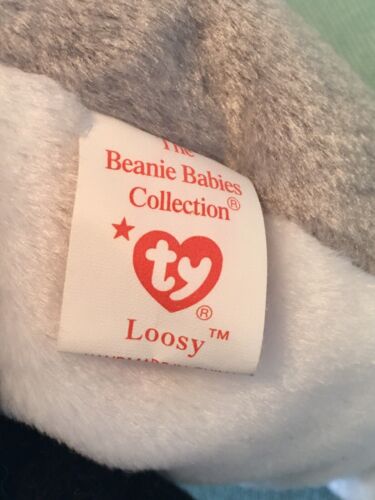 The
Beanie Babies
Collection®
ty
®
Loosy™